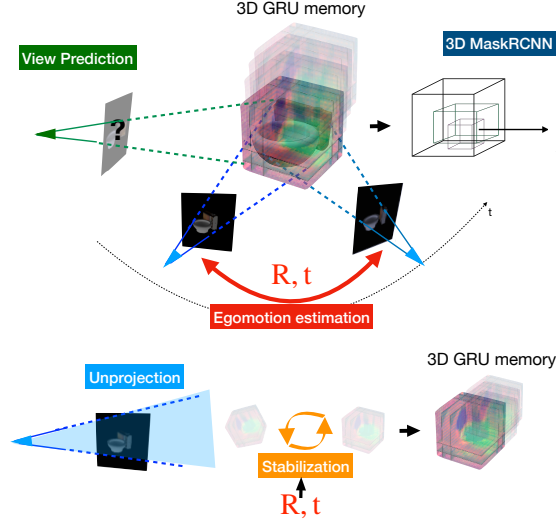 3D GRU memory
View Prediction
3D MaskRCNN
?
t
R, t
Egomotion estimation
3D GRU memory
Unprojection
Stabilization
R, t